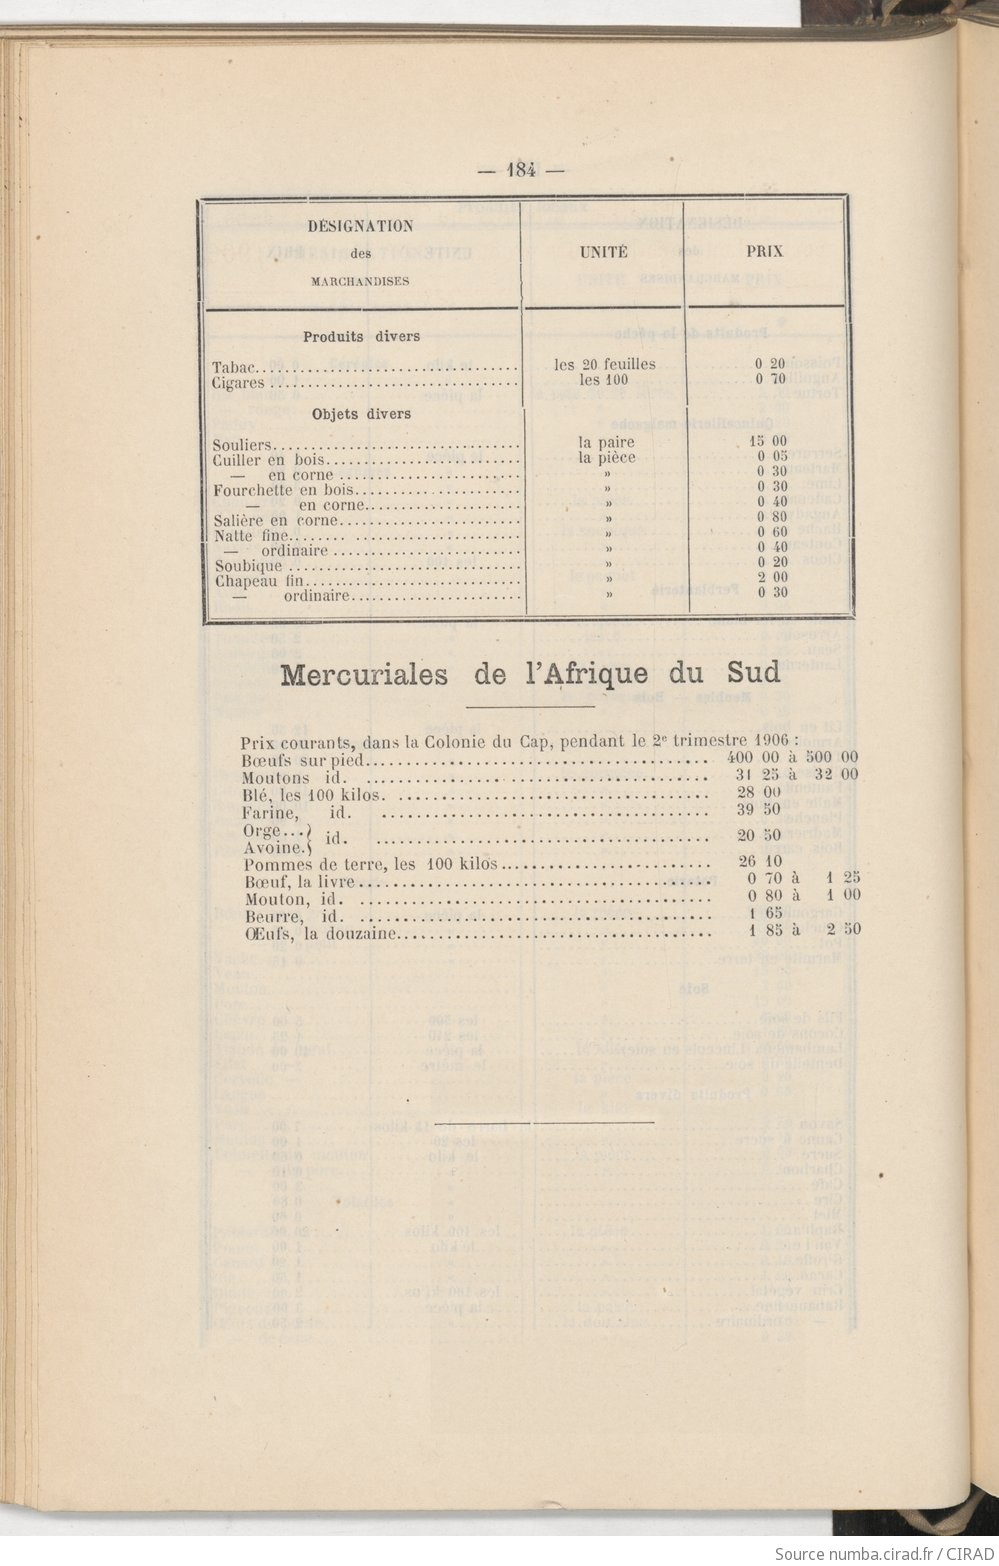 — 184 —
DÉSIGNATION
des
MARCHANDISES
UNITÉ
PRIX
Produits divers
Tabac........ les 20 feuilles 0 20
Cigares........ les 100 0 70
Objets divers
Souliers........ la paire 15 00
Cuiller en bois........ la pièce 0 05
— en corne........ » 0 30
Fourchette en bois........ » 0 30
— en corne........ » 0 40
Salière en corne........ » 0 80
Natte fine........ » 0 60
— ordinaire........ » 0 40
Soubique........ » 0 20
Chapeau fin........ » 2 00
— ordinaire........ » 0 30
Mercuriales de l'Afrique du Sud
Prix courants, dans la Colonie du Cap, pendant le 2e trimestre 1906 :
Bœufs sur pied........ 400 00 à 500 00
Moutons id. ........ 31 25 à 32 00
Blé, les 100 kilos. ........ 28 00
Farine, id. ........ 39 50
Orge...
Avoine. } id. ........ 20 50
Pommes de terre, les 100 kilos........ 26 10
Bœuf, la livre........ 0 70 à 1 25
Mouton, id. ........ 0 80 à 1 00
Beurre, id. ........ 1 65
Œufs, la douzaine........ 1 85 à 2 50
Source numba.cirad.fr / CIRAD